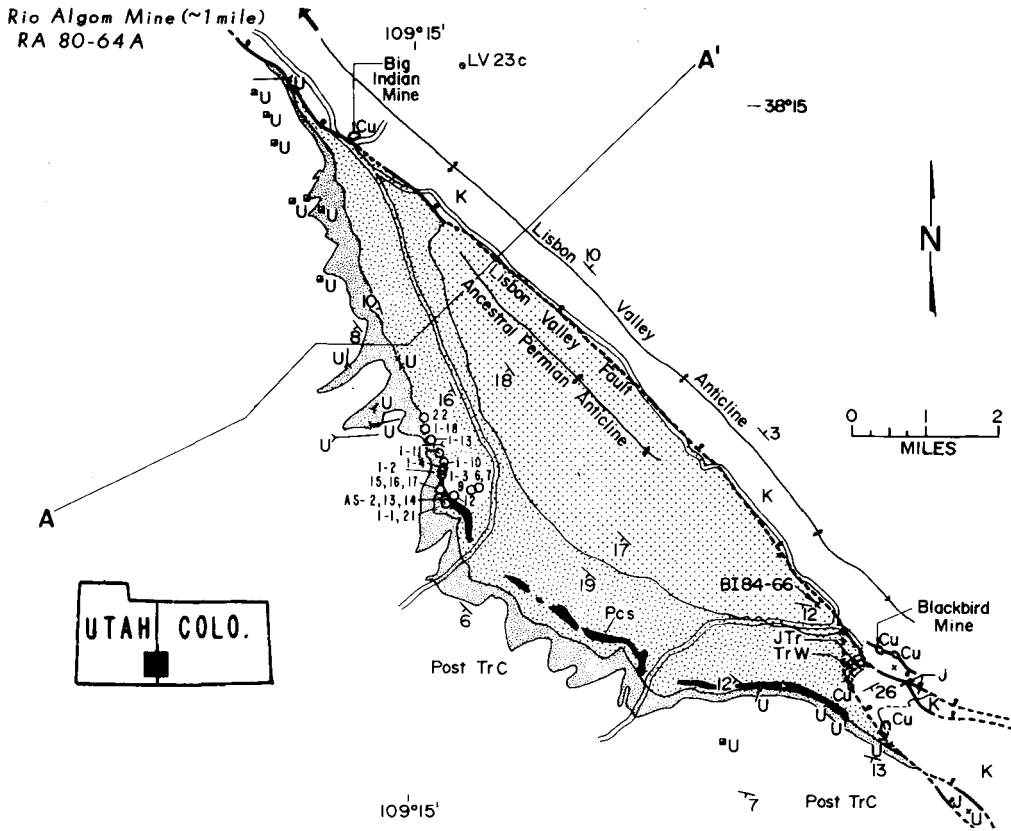 Rio Algom Mine (~1 mile)
RA 80-64A
109°15'
LV 23c
A'
Big
Indian
Mine
38°15
U
U
U
U
Cu
K
N
U
U
U
Lisbon Valley Anticline
10
Lisbon Valley Fault
Ancestral Permian Anticline
10
8
U
U
18
16
3
0 1 2
MILES
U
U
U
22
1-18
1-13
1-11
1-4
1-10
1-2
1-3, 6, 7
15, 16, 17
9
AS-2, 13, 14
12
1-1, 21
A
K
17
19
BI84-66
12
Blackbird
Mine
UTAH COLO.
6
Pcs
JTr
TrW
Cu
Cu
J
Post TrC
12
26
Cu
K
U
U
U
Cu
U
U
13
K
7
Post TrC
J
U
109°15'